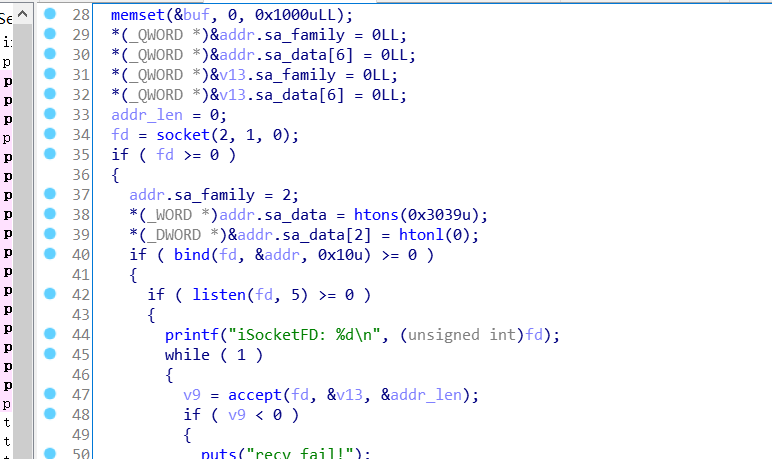 28 memset(&buf, 0, 0x1000uLL);
29 *(_QWORD *)&addr.sa_family = 0LL;
30 *(_QWORD *)&addr.sa_data[6] = 0LL;
31 *(_QWORD *)&v13.sa_family = 0LL;
32 *(_QWORD *)&v13.sa_data[6] = 0LL;
33 addr_len = 0;
34 fd = socket(2, 1, 0);
35 if ( fd >= 0 )
36 {
37 addr.sa_family = 2;
38 *(_WORD *)addr.sa_data = htons(0x3039u);
39 *(_DWORD *)&addr.sa_data[2] = htonl(0);
40 if ( bind(fd, &addr, 0x10u) >= 0 )
41 {
42 if ( listen(fd, 5) >= 0 )
43 {
44 printf("iSocketFD: %d\n", (unsigned int)fd);
45 while ( 1 )
46 {
47 v9 = accept(fd, &v13, &addr_len);
48 if ( v9 < 0 )
49 {
50 puts("recv fail!");